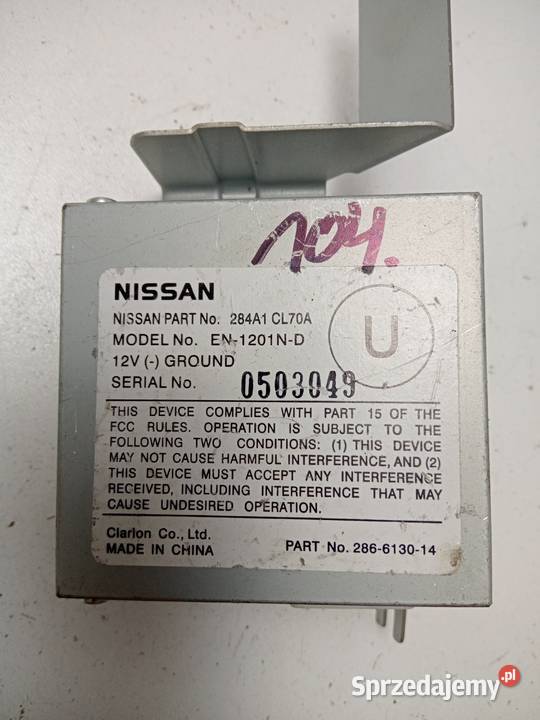 NISSAN
NISSAN PART No. 284A1 CL70A
MODEL No. EN-1201N-D
12V (-) GROUND
SERIAL No. 0503049
U
THIS DEVICE COMPLIES WITH PART 15 OF THE
FCC RULES. OPERATION IS SUBJECT TO THE
FOLLOWING TWO CONDITIONS: (1) THIS DEVICE
MAY NOT CAUSE HARMFUL INTERFERENCE, AND (2)
THIS DEVICE MUST ACCEPT ANY INTERFERENCE
RECEIVED, INCLUDING INTERFERENCE THAT MAY
CAUSE UNDESIRED OPERATION.
Clarion Co., Ltd.
MADE IN CHINA
PART No. 286-6130-14
Sprzedajemy.pl